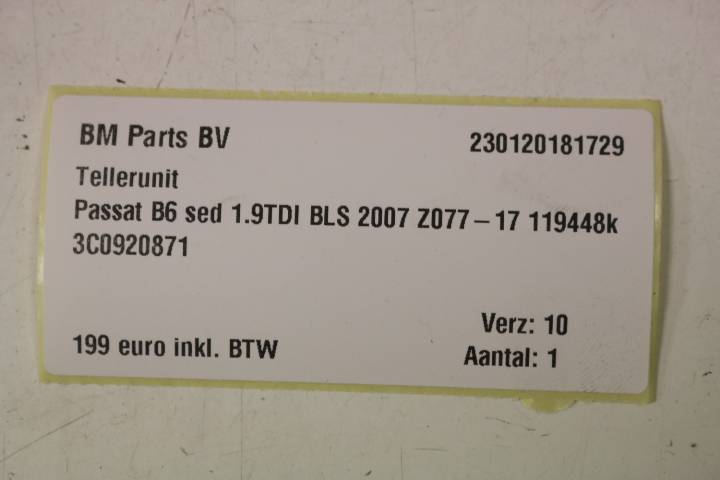 BM Parts BV 230120181729
Tellerunit
Passat B6 sed 1.9TDI BLS 2007 Z077-17 119448k
3C0920871
Verz: 10
199 euro inkl. BTW Aantal: 1